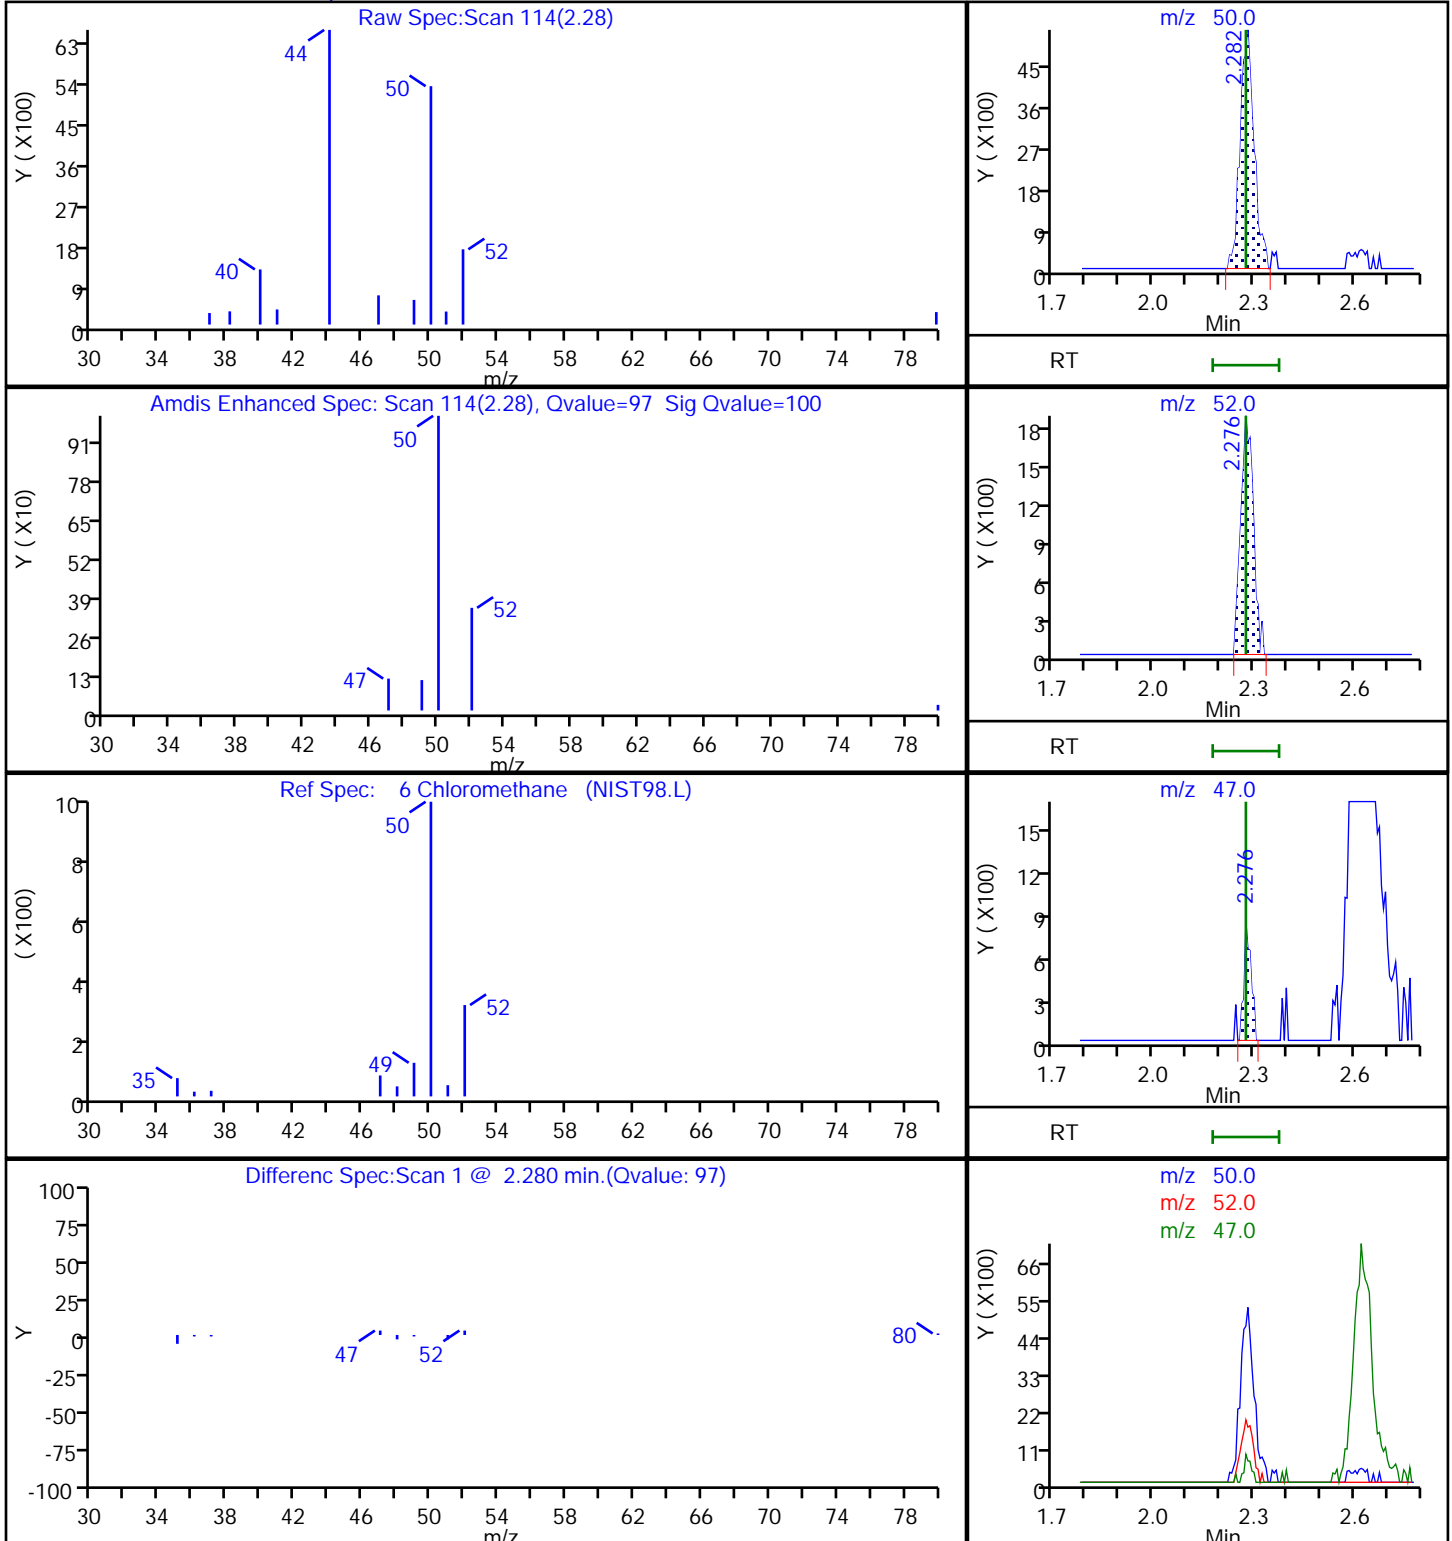 Raw Spec:Scan 114(2.28)
Y ( X100)
63
54
45
36
27
18
9
0
44
50
40
52
30 34 38 42 46 50 54 58 62 66 70 74 78
m/z
m/z 50.0
Y ( X100)
45
36
27
18
9
0
2.282
1.7 2.0 2.3 2.6
Min
RT
Amdis Enhanced Spec: Scan 114(2.28), Qvalue=97 Sig Qvalue=100
Y ( X10)
91
78
65
52
39
26
13
0
50
52
47
30 34 38 42 46 50 54 58 62 66 70 74 78
m/z
m/z 52.0
Y ( X100)
18
15
12
9
6
3
0
2.276
1.7 2.0 2.3 2.6
Min
RT
Ref Spec: 6 Chloromethane (NIST98.L)
( X100)
10
8
6
4
2
0
50
52
49
35
30 34 38 42 46 50 54 58 62 66 70 74 78
m/z 47.0
Y ( X100)
15
12
9
6
3
0
2.276
1.7 2.0 2.3 2.6
Min
RT
Differenc Spec:Scan 1 @ 2.280 min.(Qvalue: 97)
Y
100
75
50
25
0
-25
-50
-75
-100
47
52
80
30 34 38 42 46 50 54 58 62 66 70 74 78
m/z
m/z 50.0
m/z 52.0
m/z 47.0
Y ( X100)
66
55
44
33
22
11
0
1.7 2.0 2.3 2.6
Min